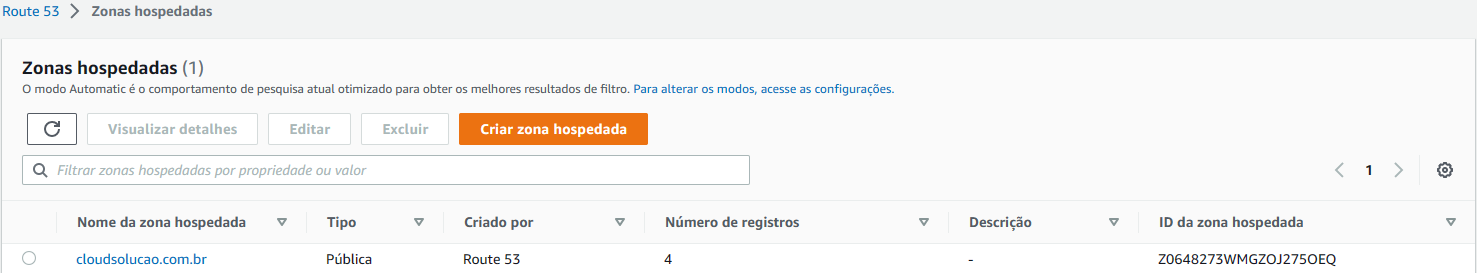 Route 53 > Zonas hospedadas
Zonas hospedadas (1)
O modo Automatic é o comportamento de pesquisa atual otimizado para obter os melhores resultados de filtro. Para alterar os modos, acesse as configurações.
Visualizar detalhes Editar Excluir Criar zona hospedada
Filtrar zonas hospedadas por propriedade ou valor 1
Nome da zona hospedada Tipo Criado por Número de registros Descrição ID da zona hospedada
cloudsolucao.com.br Pública Route 53 4 - Z0648273WMGZOJ275OEQ